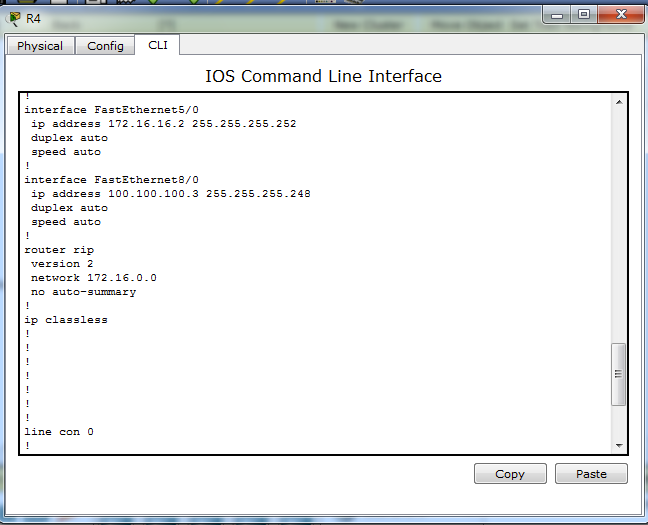 R4
New Cluster
Physical Config CLI
IOS Command Line Interface
!
interface FastEthernet5/0
ip address 172.16.16.2 255.255.255.252
duplex auto
speed auto
!
interface FastEthernet8/0
ip address 100.100.100.3 255.255.255.248
duplex auto
speed auto
!
router rip
version 2
network 172.16.0.0
no auto-summary
!
ip classless
!
!
!
!
!
!
!
line con 0
!
Copy Paste